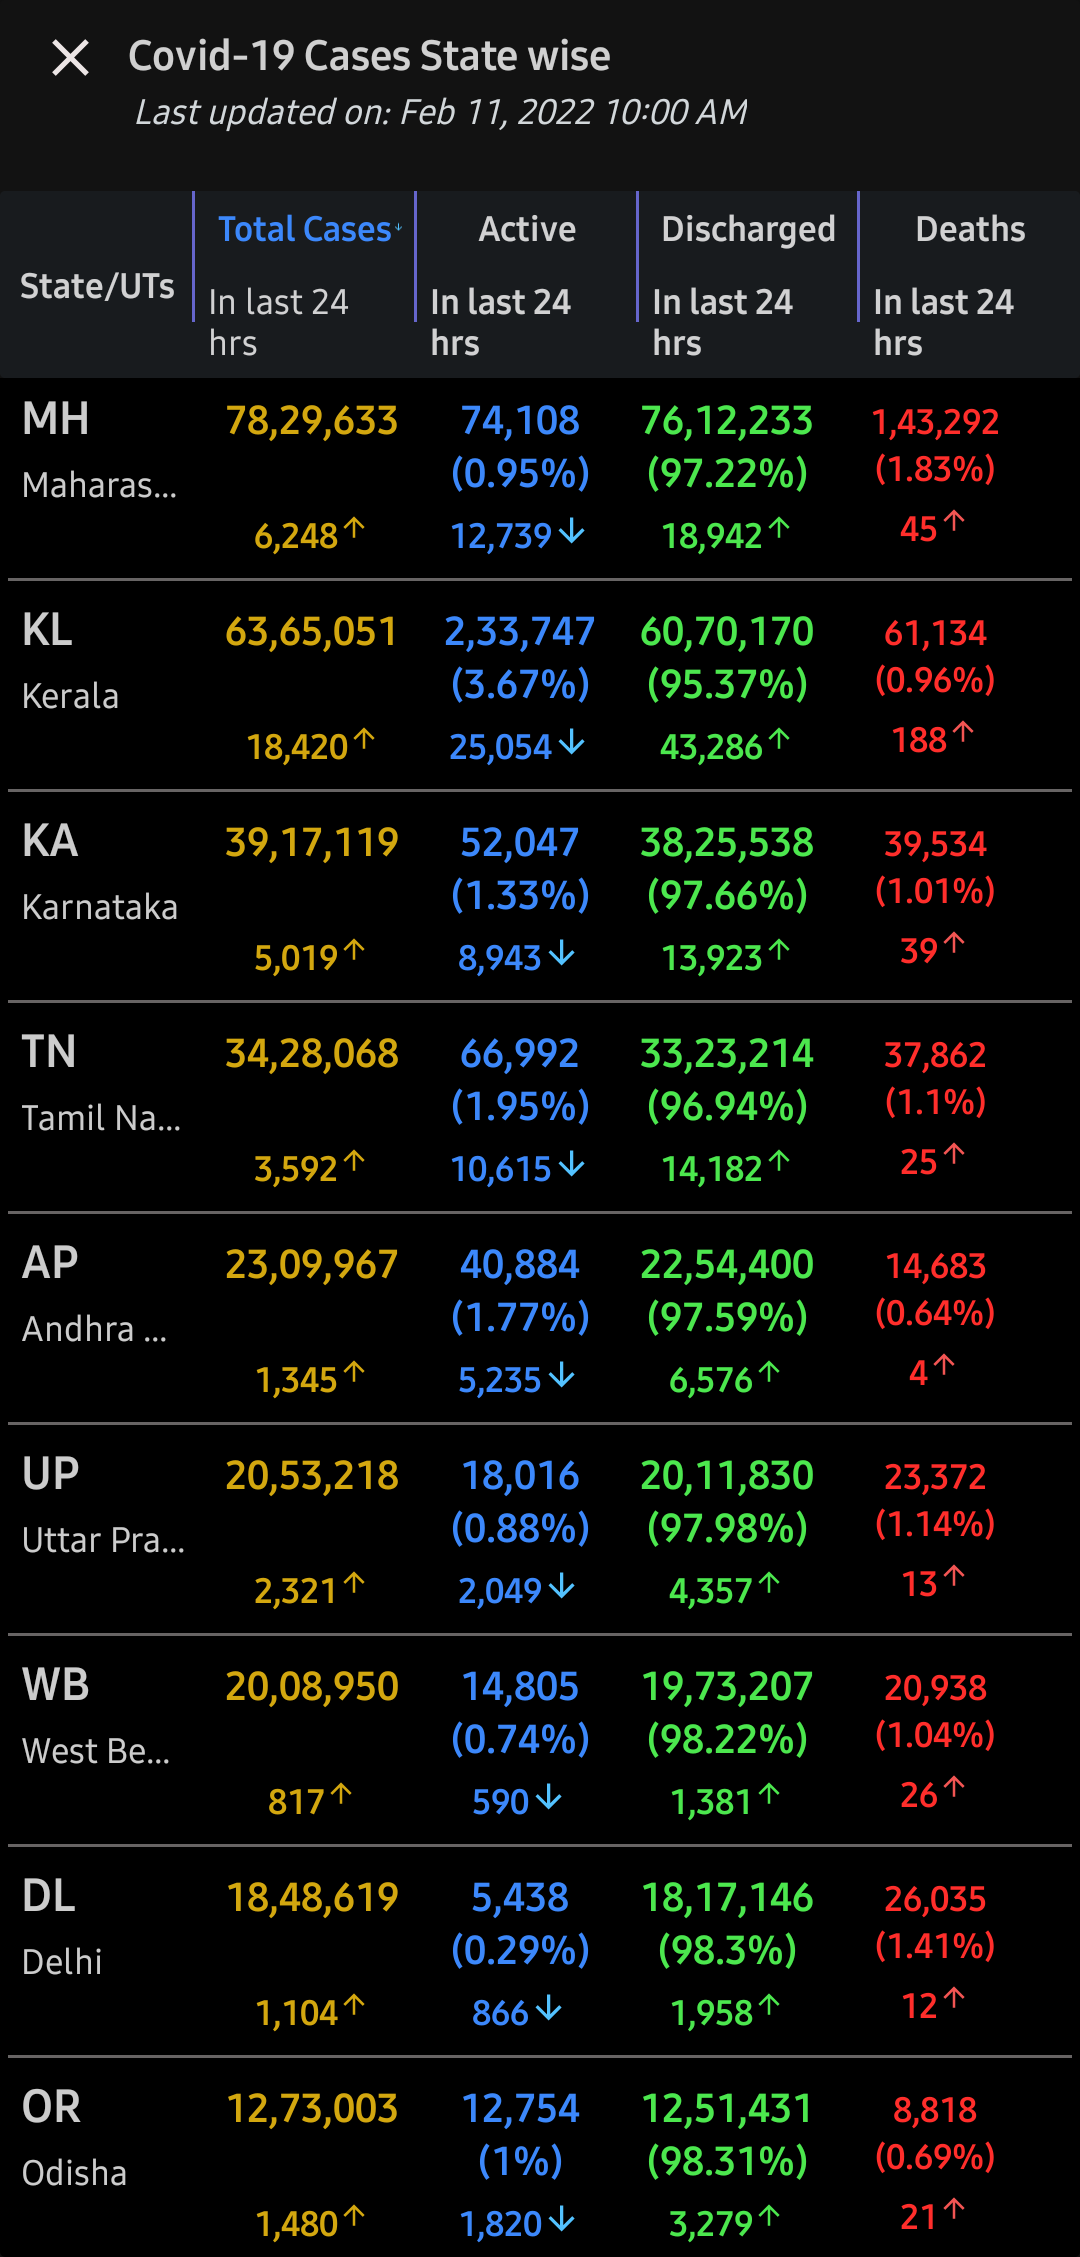 Covid-19 Cases State wise
Last updated on: Feb 11, 2022 10:00 AM
State/UTs Total Cases↓ Active Discharged Deaths
In last 24 hrs In last 24 hrs In last 24 hrs In last 24 hrs
MH 78,29,633 74,108 76,12,233 1,43,292
Maharas... (0.95%) (97.22%) (1.83%)
6,248↑ 12,739↓ 18,942↑ 45↑
KL 63,65,051 2,33,747 60,70,170 61,134
Kerala (3.67%) (95.37%) (0.96%)
18,420↑ 25,054↓ 43,286↑ 188↑
KA 39,17,119 52,047 38,25,538 39,534
Karnataka (1.33%) (97.66%) (1.01%)
5,019↑ 8,943↓ 13,923↑ 39↑
TN 34,28,068 66,992 33,23,214 37,862
Tamil Na... (1.95%) (96.94%) (1.1%)
3,592↑ 10,615↓ 14,182↑ 25↑
AP 23,09,967 40,884 22,54,400 14,683
Andhra ... (1.77%) (97.59%) (0.64%)
1,345↑ 5,235↓ 6,576↑ 4↑
UP 20,53,218 18,016 20,11,830 23,372
Uttar Pra... (0.88%) (97.98%) (1.14%)
2,321↑ 2,049↓ 4,357↑ 13↑
WB 20,08,950 14,805 19,73,207 20,938
West Be... (0.74%) (98.22%) (1.04%)
817↑ 590↓ 1,381↑ 26↑
DL 18,48,619 5,438 18,17,146 26,035
Delhi (0.29%) (98.3%) (1.41%)
1,104↑ 866↓ 1,958↑ 12↑
OR 12,73,003 12,754 12,51,431 8,818
Odisha (1%) (98.31%) (0.69%)
1,480↑ 1,820↓ 3,279↑ 21↑